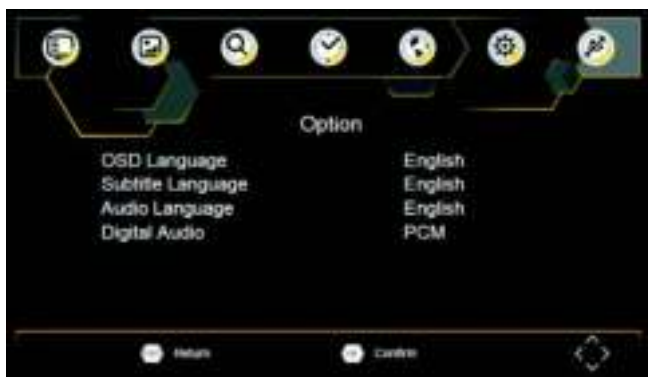 Option
OSD Language English
Subtitle Language English
Audio Language English
Digital Audio PCM
Return Confirm